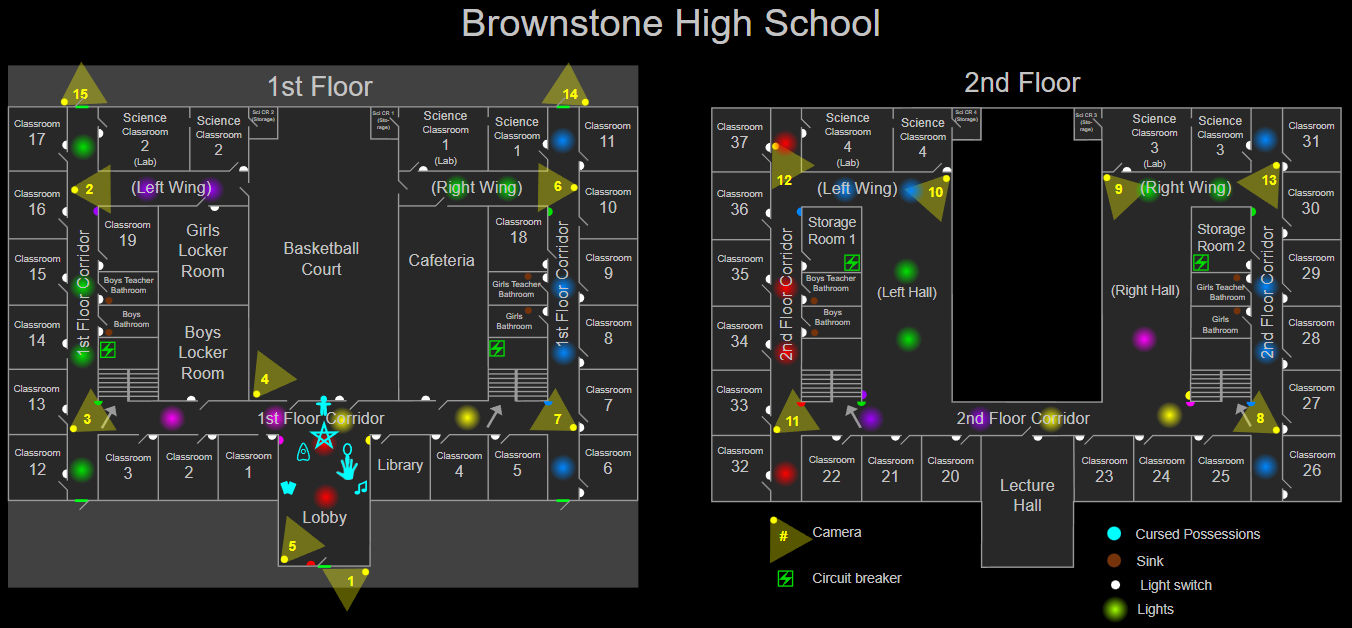 Brownstone High School
1st Floor
2nd Floor
15
14
Classroom
17
Science
Classroom
2
(Lab)
Science
Classroom
2
Sci CR 2
(Storage)
Sci CR 1
(Sto-
rage)
Science
Classroom
1
(Lab)
Science
Classroom
1
Classroom
11
Classroom
16
2
(Left Wing)
(Right Wing)
6
Classroom
10
Classroom
19
Girls
Locker
Room
Basketball
Court
Cafeteria
Classroom
18
1st Floor Corridor
1st Floor Corridor
Classroom
15
Boys Teacher
Bathroom
Girls Teacher
Bathroom
Classroom
9
Classroom
14
Boys
Bathroom
Boys
Locker
Room
Girls
Bathroom
Classroom
8
Classroom
13
4
Classroom
7
3
1st Floor Corridor
7
Classroom
12
Classroom
3
Classroom
2
Classroom
1
Library
Classroom
4
Classroom
5
Classroom
6
Lobby
5
1
Classroom
37
Science
Classroom
4
(Lab)
Science
Classroom
4
Sci CR 4
(Storage)
Sci CR 3
(Sto-
rage)
Science
Classroom
3
(Lab)
Science
Classroom
3
Classroom
31
12
Classroom
36
(Left Wing)
10
9
(Right Wing)
13
Classroom
30
Storage
Room 1
Storage
Room 2
2nd Floor Corridor
2nd Floor Corridor
Classroom
35
Boys Teacher
Bathroom
(Left Hall)
(Right Hall)
Girls Teacher
Bathroom
Classroom
29
Classroom
34
Boys
Bathroom
Girls
Bathroom
Classroom
28
Classroom
33
Classroom
27
11
2nd Floor Corridor
8
Classroom
32
Classroom
22
Classroom
21
Classroom
20
Lecture
Hall
Classroom
23
Classroom
24
Classroom
25
Classroom
26
# Camera
Circuit breaker
Cursed Possessions
Sink
Light switch
Lights